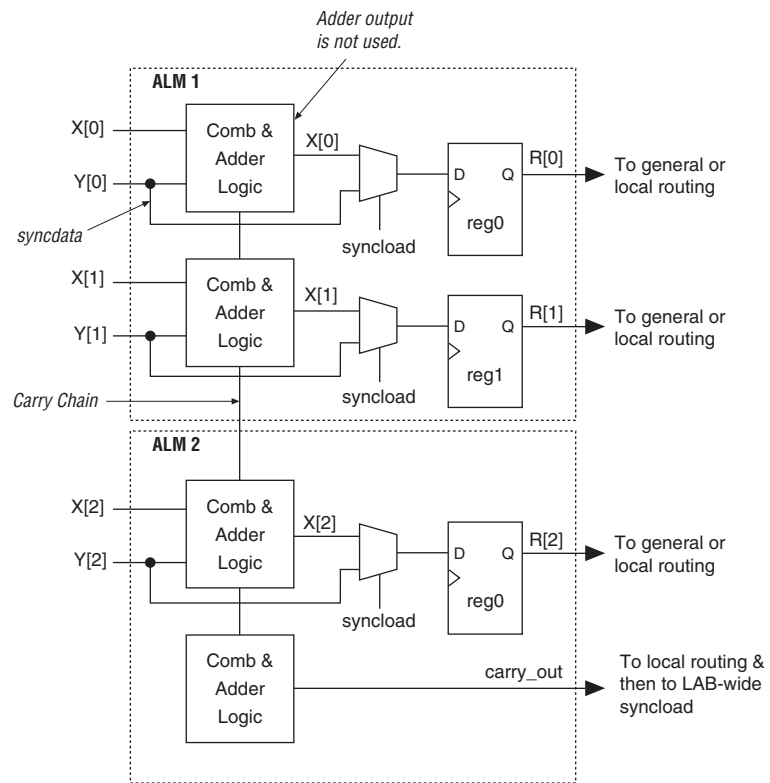 Adder output
is not used.
ALM 1
X[0]
Comb &
Adder
Logic
X[0]
Y[0]
syncdata
syncload
D Q
reg0
R[0]
To general or
local routing
X[1]
Comb &
Adder
Logic
X[1]
Y[1]
syncload
D Q
reg1
R[1]
To general or
local routing
Carry Chain
ALM 2
X[2]
Comb &
Adder
Logic
X[2]
Y[2]
syncload
D Q
reg0
R[2]
To general or
local routing
Comb &
Adder
Logic
carry_out
To local routing &
then to LAB-wide
syncload